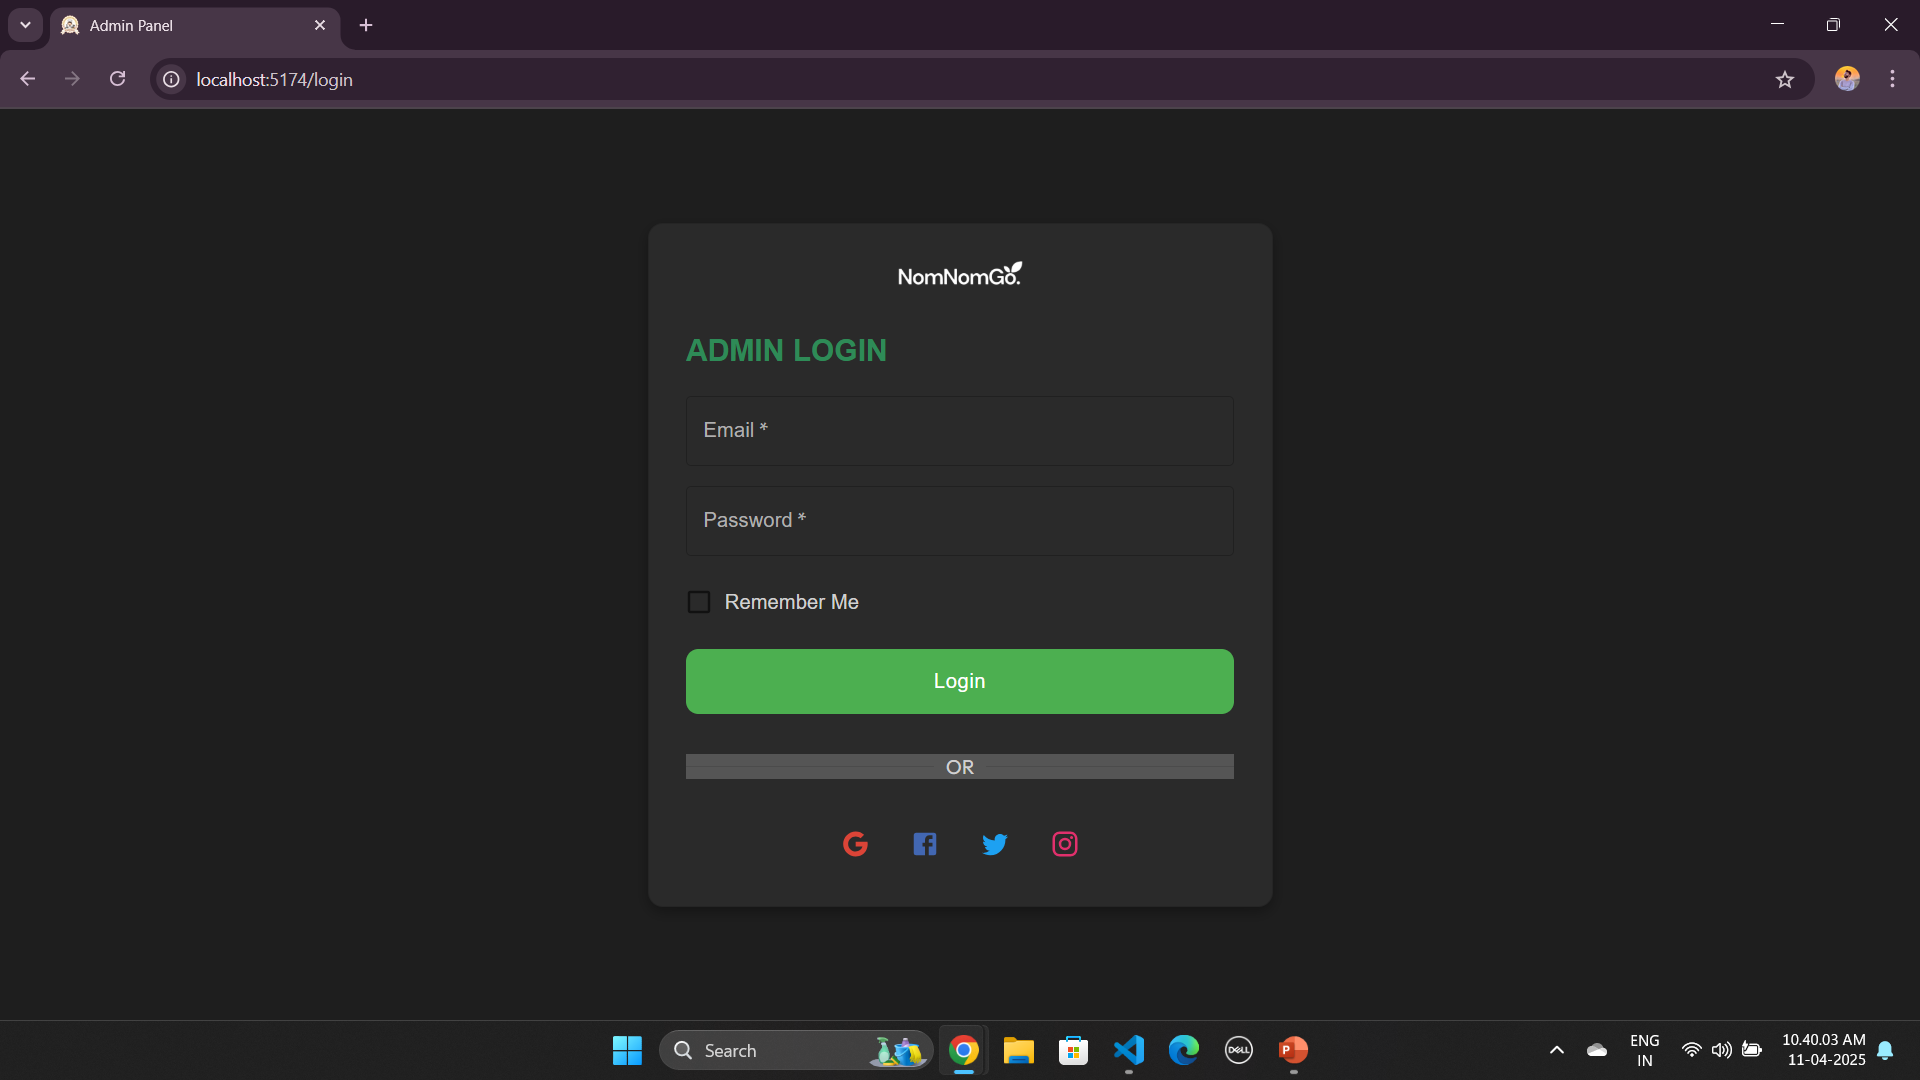 Admin Panel
localhost:5174/login
NomNomGo.
ADMIN LOGIN
Email *
Password *
Remember Me
Login
OR
Search
DELL
P
ENG
IN
10.40.03 AM
11-04-2025